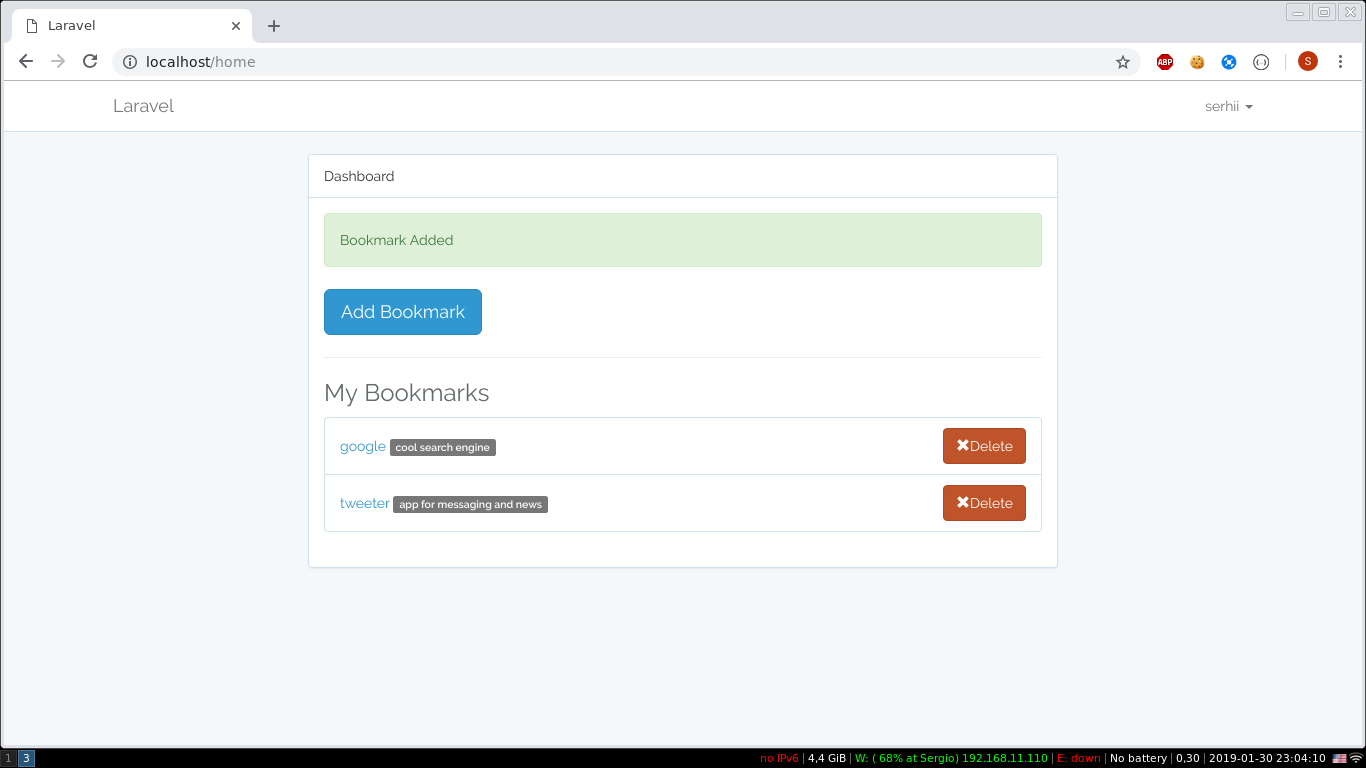 Laravel
localhost/home
ABP
S
Laravel
serhii
Dashboard
Bookmark Added
Add Bookmark
My Bookmarks
google cool search engine
Delete
tweeter app for messaging and news
Delete
1 3 no IPv6 | 4,4 GiB | W: ( 68% at Sergio) 192.168.11.110 | E: down | No battery | 0,30 | 2019-01-30 23:04:10